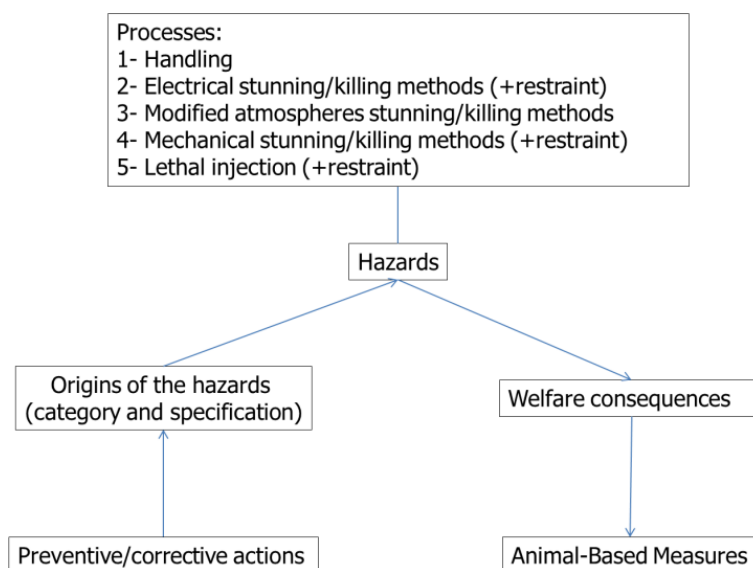 Processes:
1- Handling
2- Electrical stunning/killing methods (+restraint)
3- Modified atmospheres stunning/killing methods
4- Mechanical stunning/killing methods (+restraint)
5- Lethal injection (+restraint)
Hazards
Origins of the hazards
(category and specification)
Welfare consequences
Preventive/corrective actions
Animal-Based Measures